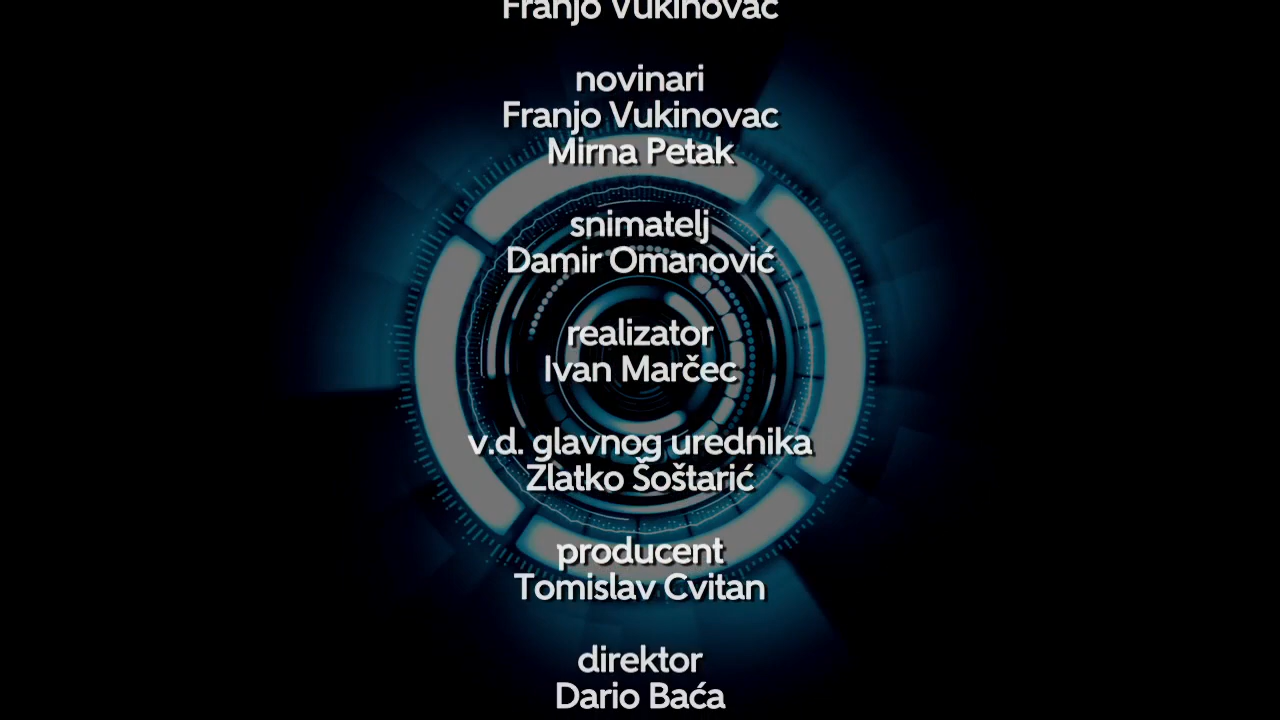 Franjo Vukinovac
novinari
Franjo Vukinovac
Mirna Petak
snimatelj
Damir Omanović
realizator
Ivan Marčec
v.d. glavnog urednika
Zlatko Šoštarić
producent
Tomislav Cvitan
direktor
Dario Baća